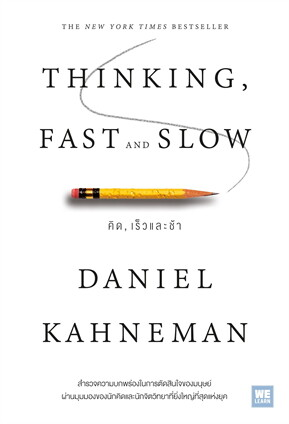 THE NEW YORK TIMES BESTSELLER
THINKING,
FAST AND SLOW
คิด, เร็วและช้า
DANIEL
KAHNEMAN
สำรวจความบกพร่องในการตัดสินใจของมนุษย์
ผ่านมุมมองของนักคิดและนักจิตวิทยาที่ยิ่งใหญ่ที่สุดแห่งยุค
WE
LEARN